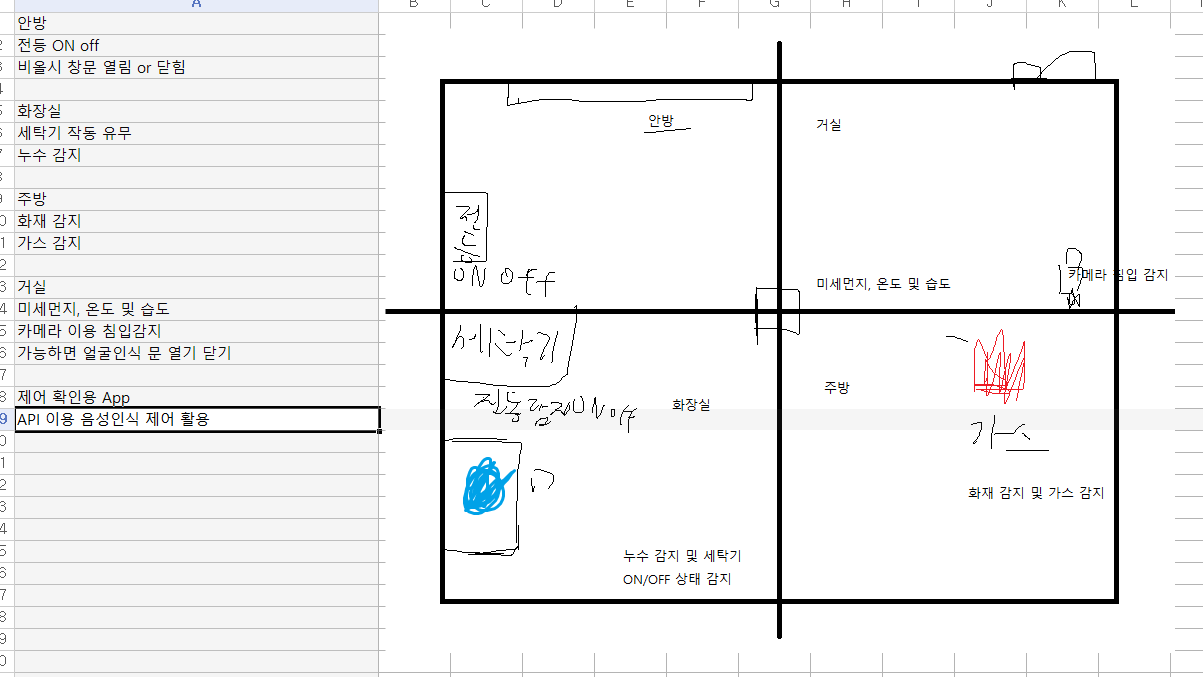 A B C D E F G H I J K L
안방
전등 ON off
비올시 창문 열림 or 닫힘
화장실
세탁기 작동 유무
누수 감지
주방
화재 감지
가스 감지
거실
미세먼지, 온도 및 습도
카메라 이용 침입감지
가능하면 얼굴인식 문 열기 닫기
제어 확인용 App
API 이용 음성인식 제어 활용
안방
거실
ON Off
미세먼지, 온도 및 습도
카메라 침입 감지
세탁기
진동 감지 ON off
화장실
주방
가스
화재 감지 및 가스 감지
누수 감지 및 세탁기
ON/OFF 상태 감지